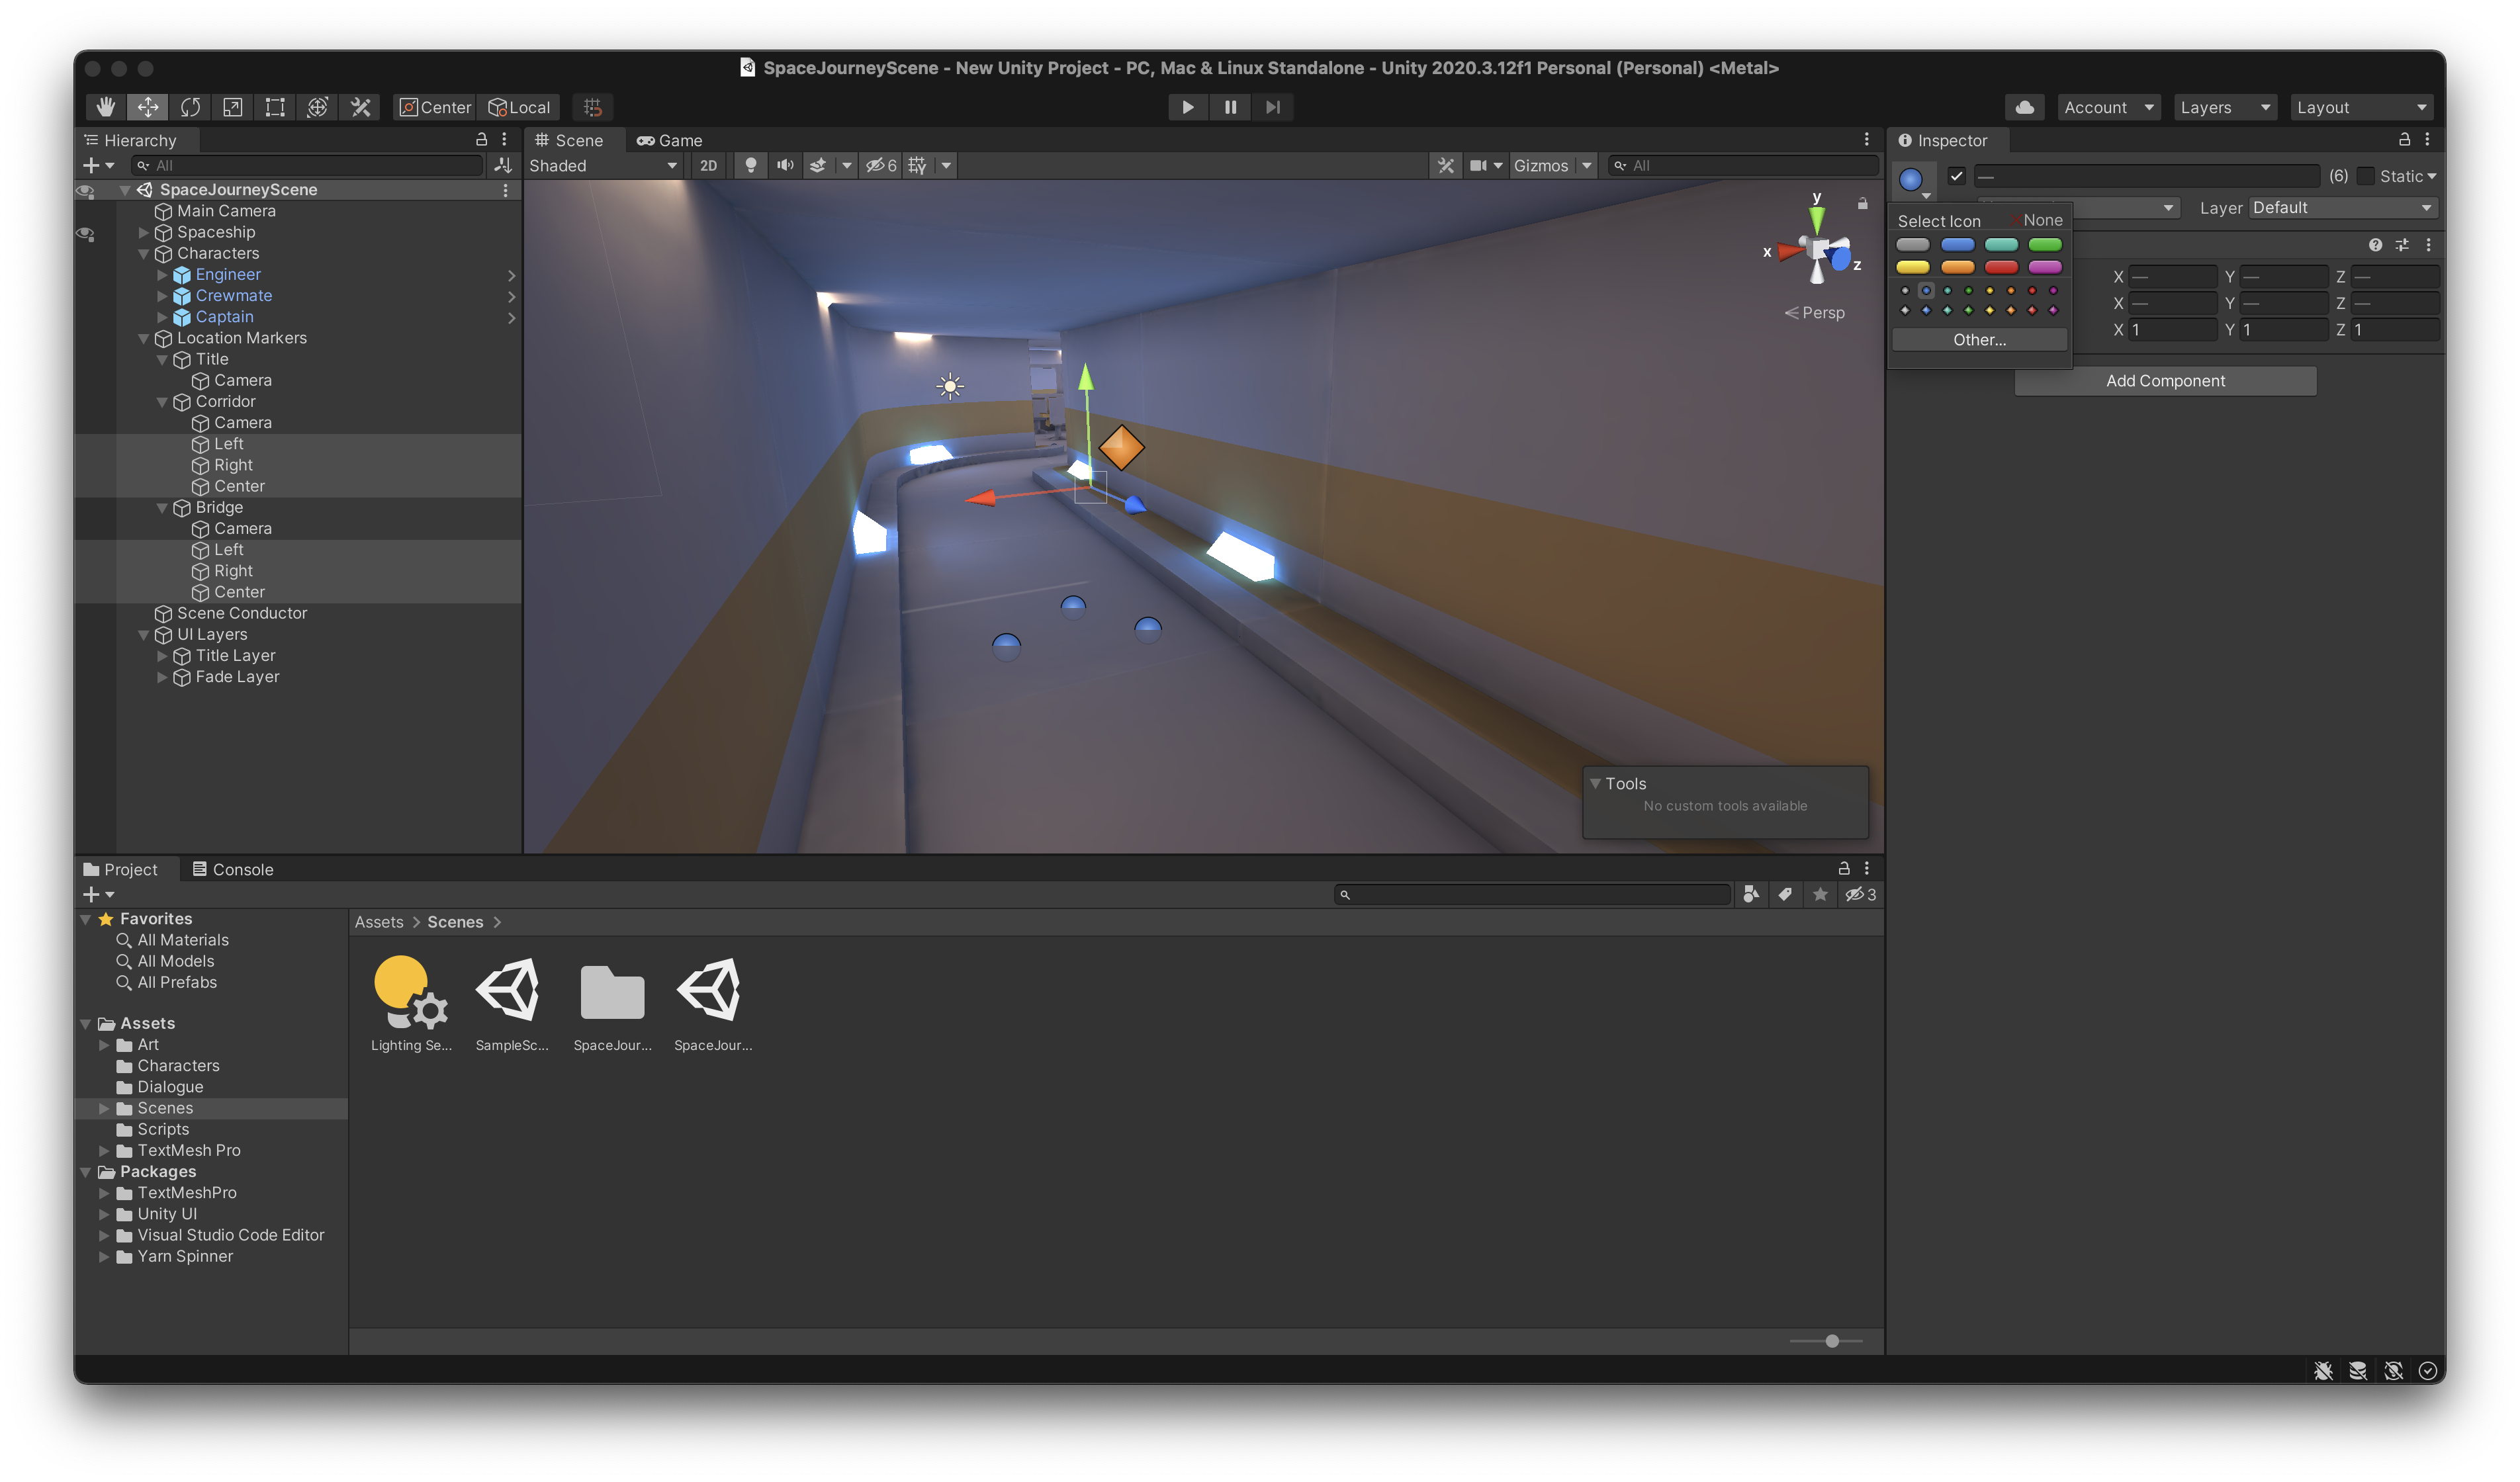 SpaceJourneyScene - New Unity Project - PC, Mac & Linux Standalone - Unity 2020.3.12f1 Personal (Personal) <Metal>
Center Local
Account Layers Layout
Hierarchy
All
SpaceJourneyScene
Main Camera
Spaceship
Characters
Engineer
Crewmate
Captain
Location Markers
Title
Camera
Corridor
Camera
Left
Right
Center
Bridge
Camera
Left
Right
Center
Scene Conductor
UI Layers
Title Layer
Fade Layer
Scene Game
Shaded 2D 6 Gizmos All
y
x
z
Persp
Tools
No custom tools available
Inspector
— (6) Static
Layer Default
Select Icon None
Other...
X — Y — Z —
X — Y — Z —
X 1 Y 1 Z 1
Add Component
Project Console
3
Favorites
All Materials
All Models
All Prefabs
Assets
Art
Characters
Dialogue
Scenes
Scripts
TextMesh Pro
Packages
TextMeshPro
Unity UI
Visual Studio Code Editor
Yarn Spinner
Assets > Scenes >
Lighting Se... SampleSc... SpaceJour... SpaceJour...